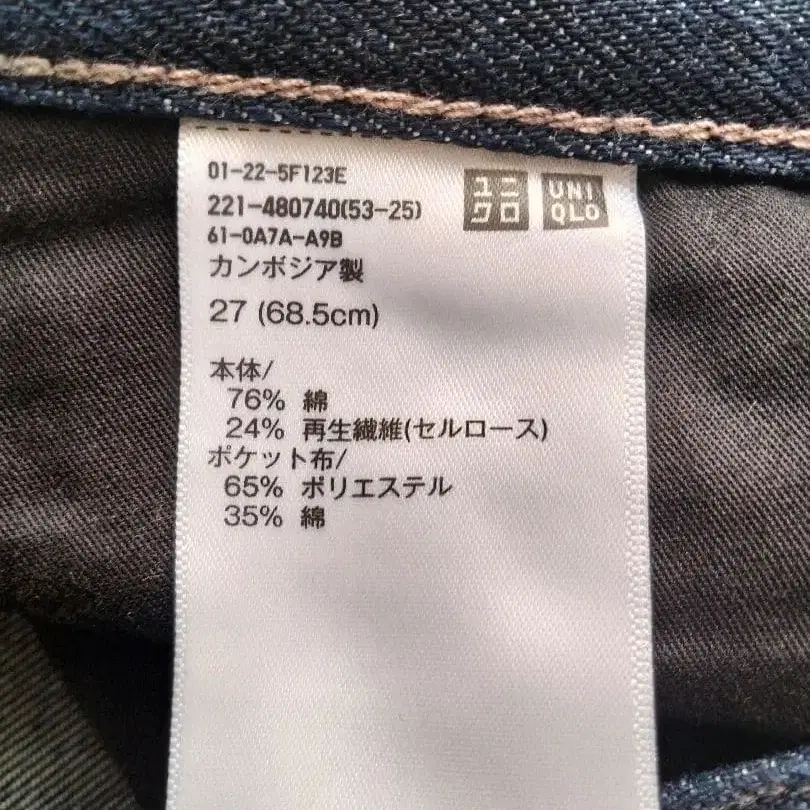 01-22-5F123E
221-480740(53-25)
61-0A7A-A9B
カンボジア製
27 (68.5cm)
ユニ
クロ
UNI
QLO
本体/
76% 綿
24% 再生繊維(セルロース)
ポケット布/
65% ポリエステル
35% 綿